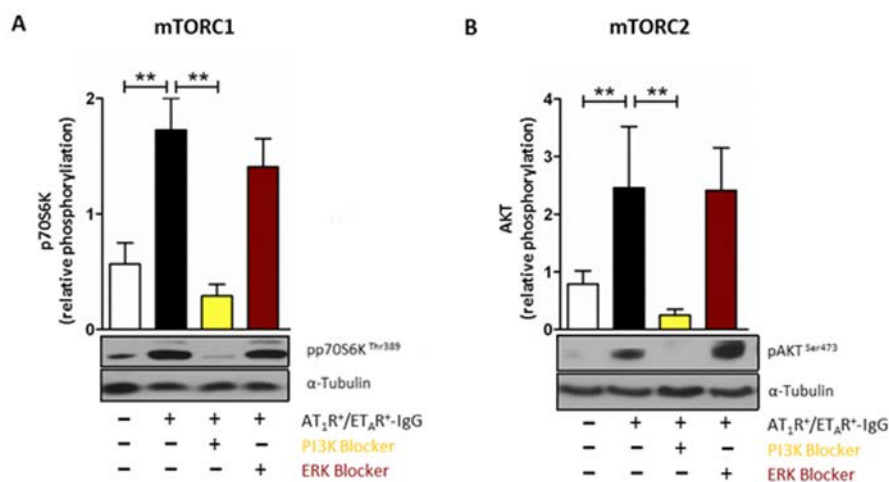 A
mTORC1
p70S6K
(relative phosphoryliation)
2
1
0
** **
pp70S6K Thr389
α-Tubulin
− + + + AT₁R⁺/ETₐR⁺-IgG
− − + − PI3K Blocker
− − − + ERK Blocker
B
mTORC2
AKT
(relative phosphorylation)
4
3
2
1
0
** **
pAKT Ser473
α-Tubulin
− + + + AT₁R⁺/ETₐR⁺-IgG
− − + − PI3K Blocker
− − − + ERK Blocker